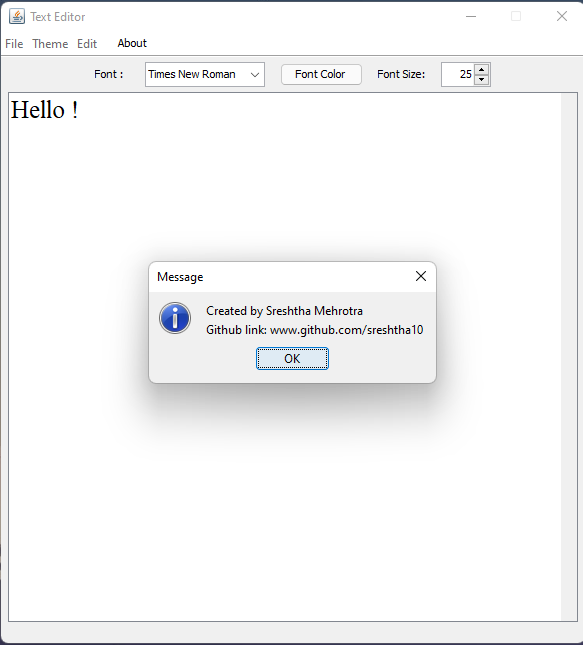 Text Editor
File Theme Edit About
Font : Times New Roman Font Color Font Size: 25
Hello !
Message
Created by Sreshtha Mehrotra
Github link: www.github.com/sreshtha10
OK